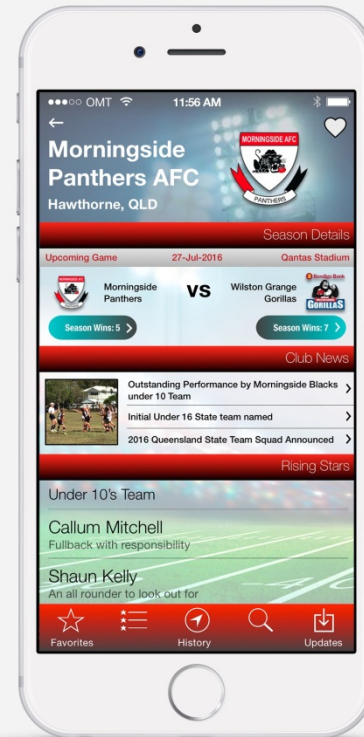 OMT
11:56 AM
Morningside
Panthers AFC
Hawthorne, QLD
MORNINGSIDE AFC
PANTHERS
Season Details
Upcoming Game
27-Jul-2016
Qantas Stadium
Morningside
Panthers
VS
Wilston Grange
Gorillas
Bendigo Bank
GORILLAS
Season Wins: 5
Season Wins: 7
Club News
Outstanding Performance by Morningside Blacks
under 10 Team
Initial Under 16 State team named
2016 Queensland State Team Squad Announced
Rising Stars
Under 10's Team
Callum Mitchell
Fullback with responsibility
Shaun Kelly
An all rounder to look out for
Favorites
History
Updates